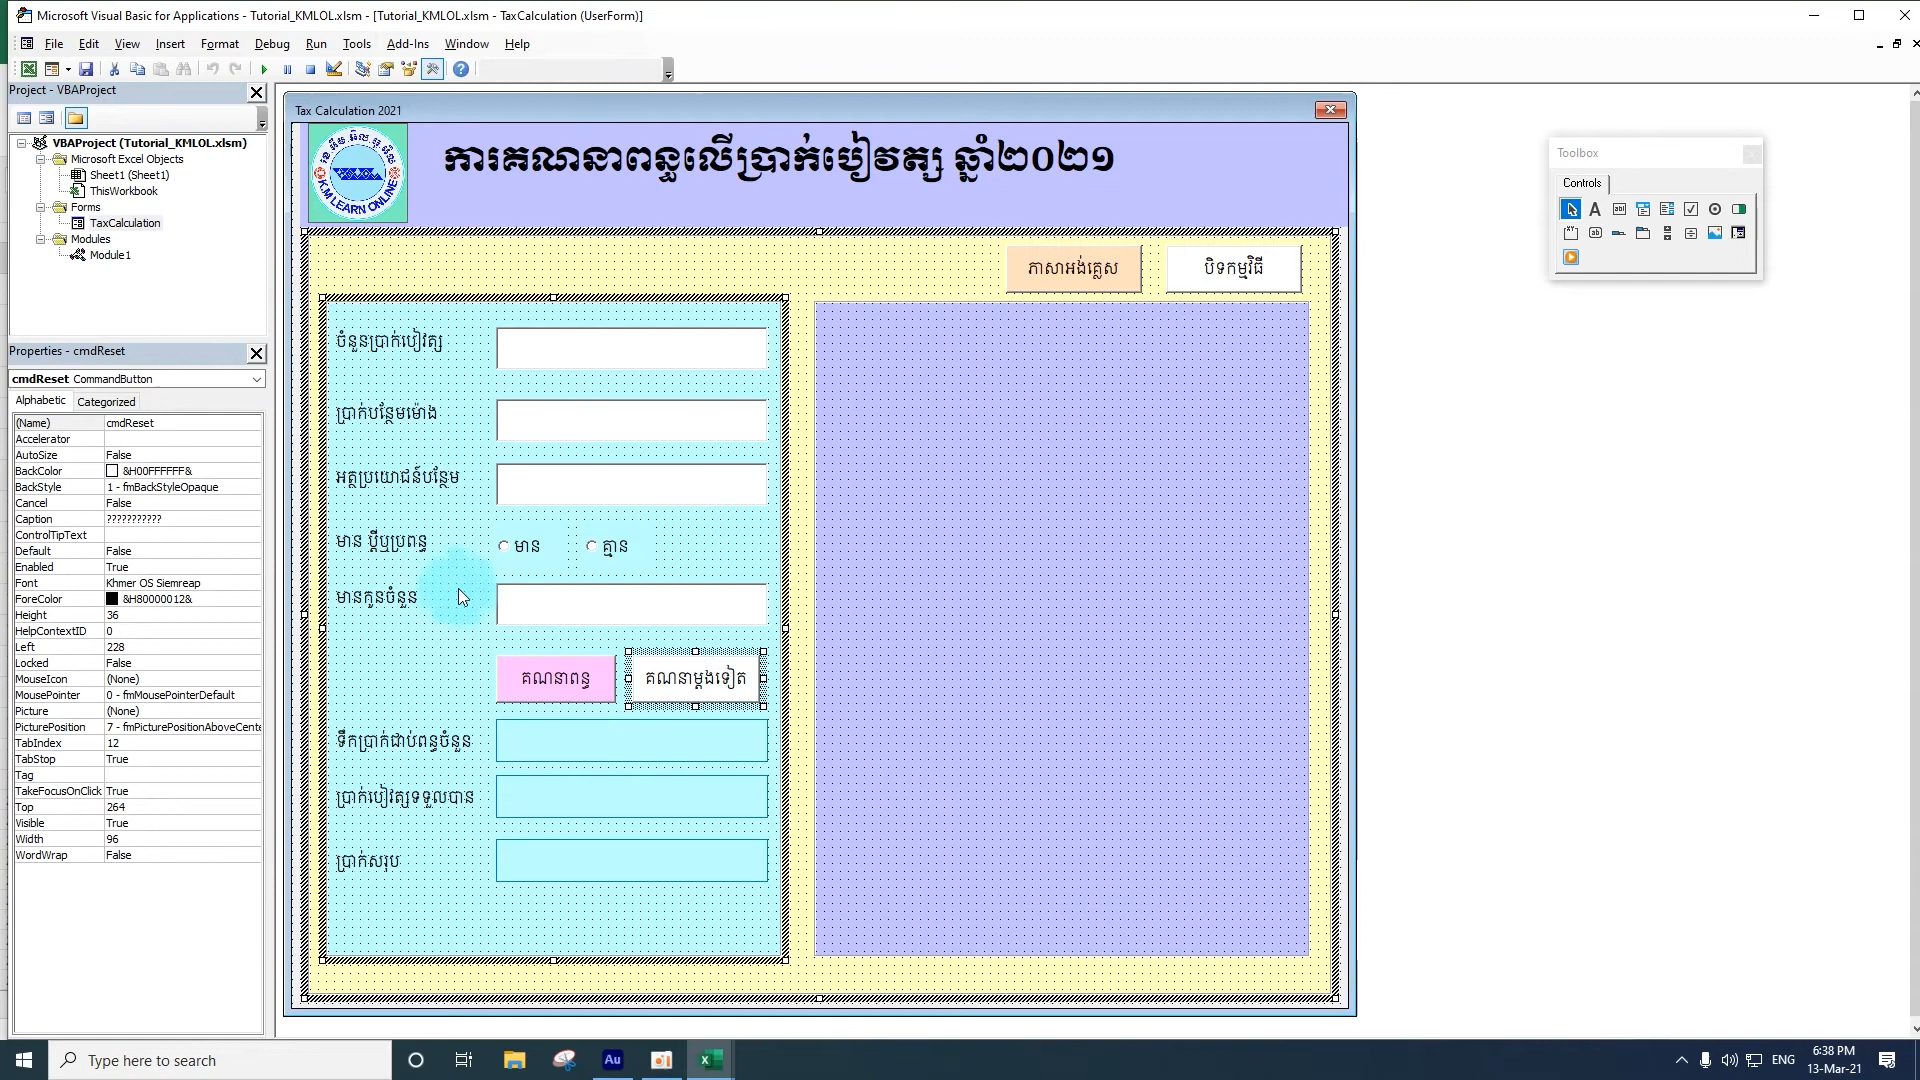 Microsoft Visual Basic for Applications - Tutorial_KMLOL.xlsm - [Tutorial_KMLOL.xlsm - TaxCalculation (UserForm)]
File Edit View Insert Format Debug Run Tools Add-Ins Window Help
Project - VBAProject
VBAProject (Tutorial_KMLOL.xlsm)
Microsoft Excel Objects
Sheet1 (Sheet1)
ThisWorkbook
Forms
TaxCalculation
Modules
Module1
Properties - cmdReset
cmdReset CommandButton
Alphabetic Categorized
(Name) cmdReset
Accelerator
AutoSize False
BackColor &H00FFFFFF&
BackStyle 1 - fmBackStyleOpaque
Cancel False
Caption ???????????
ControlTipText
Default False
Enabled True
Font Khmer OS Siemreap
ForeColor &H80000012&
Height 36
HelpContextID 0
Left 228
Locked False
MouseIcon (None)
MousePointer 0 - fmMousePointerDefault
Picture (None)
PicturePosition 7 - fmPicturePositionAboveCente
TabIndex 12
TabStop True
Tag
TakeFocusOnClick True
Top 264
Visible True
Width 96
WordWrap False
Tax Calculation 2021
K.M LEARN ONLINE
ការគណនាពន្ធលើប្រាក់បៀវត្ស ឆ្នាំ២០២១
ភាសាអង់គ្លេស បិទកម្មវិធី
ចំនួនប្រាក់បៀវត្ស
ប្រាក់បន្ថែមម៉ោង
អត្ថប្រយោជន៍បន្ថែម
មាន ប្តីឬប្រពន្ធ មាន គ្មាន
មានកូនចំនួន
គណនាពន្ធ គណនាម្តងទៀត
ទឹកប្រាក់ជាប់ពន្ធចំនួន
ប្រាក់បៀវត្សទទួលបាន
ប្រាក់សរុប
Toolbox
Controls
Type here to search
Au
ENG
6:38 PM
13-Mar-21